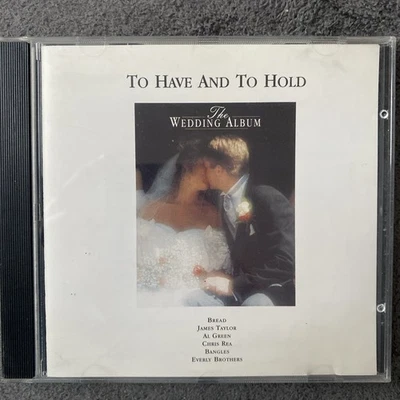 TO HAVE AND TO HOLD
The
WEDDING ALBUM
BREAD
JAMES TAYLOR
AL GREEN
CHRIS REA
BANGLES
EVERLY BROTHERS